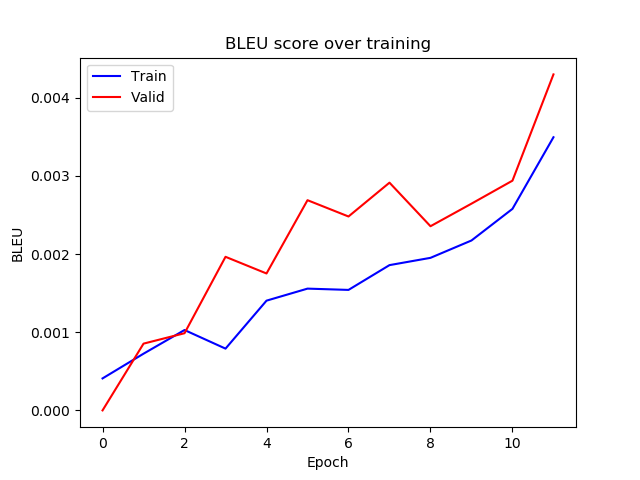 BLEU score over training
Train
Valid
0.004
0.003
0.002
0.001
0.000
BLEU
0 2 4 6 8 10
Epoch